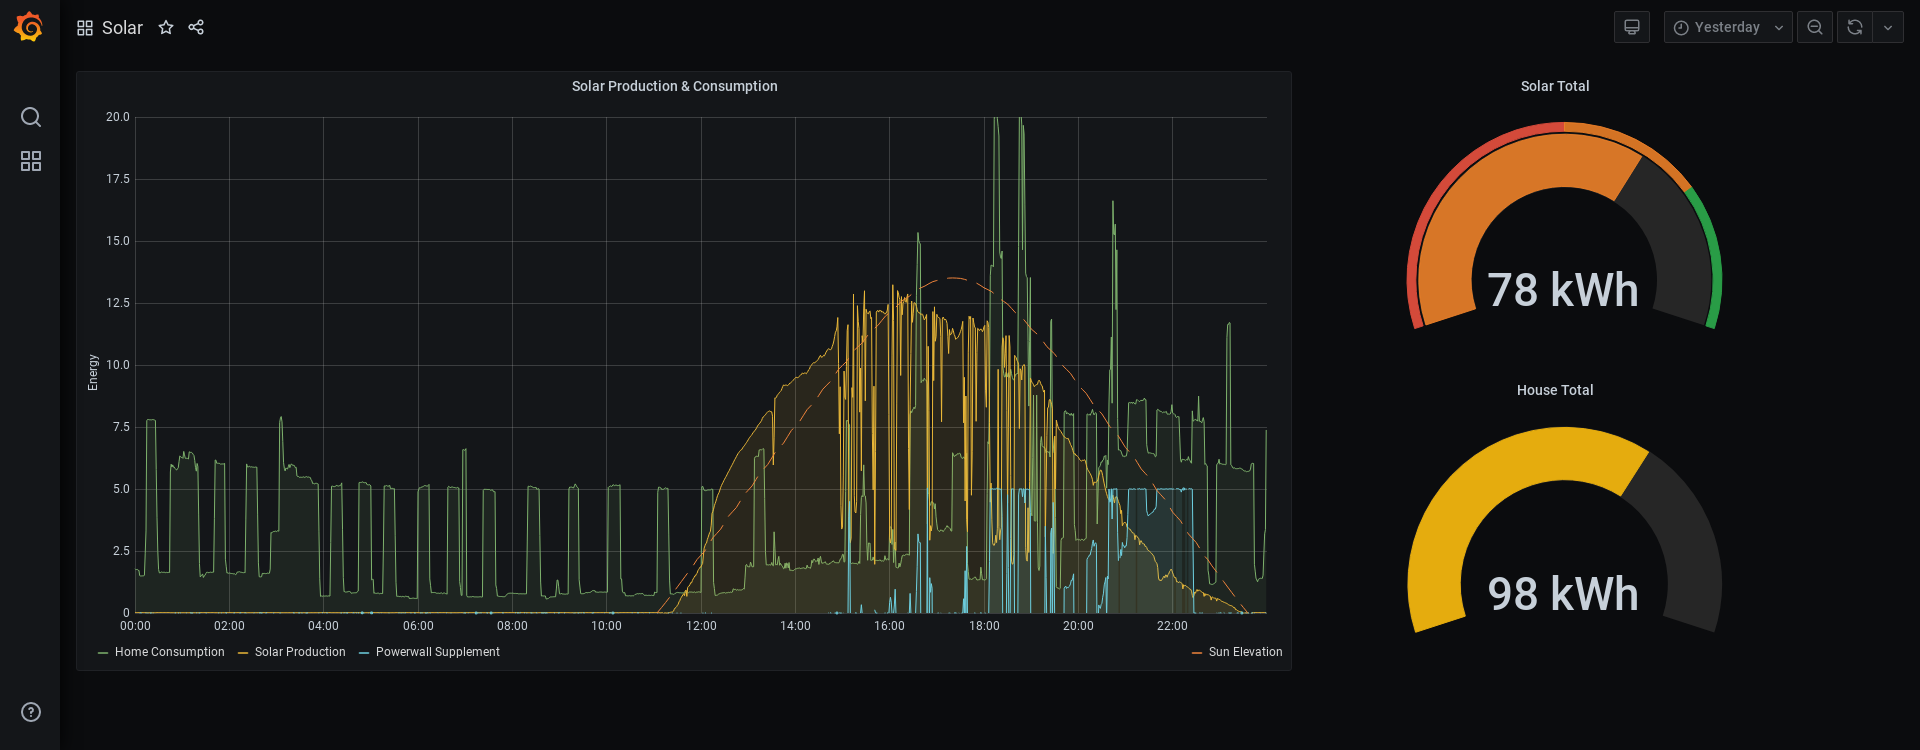 Solar
Yesterday
Solar Production & Consumption
20.0
17.5
15.0
12.5
10.0
7.5
5.0
2.5
0
Energy
00:00 02:00 04:00 06:00 08:00 10:00 12:00 14:00 16:00 18:00 20:00 22:00
Home Consumption Solar Production Powerwall Supplement Sun Elevation
Solar Total
78 kWh
House Total
98 kWh